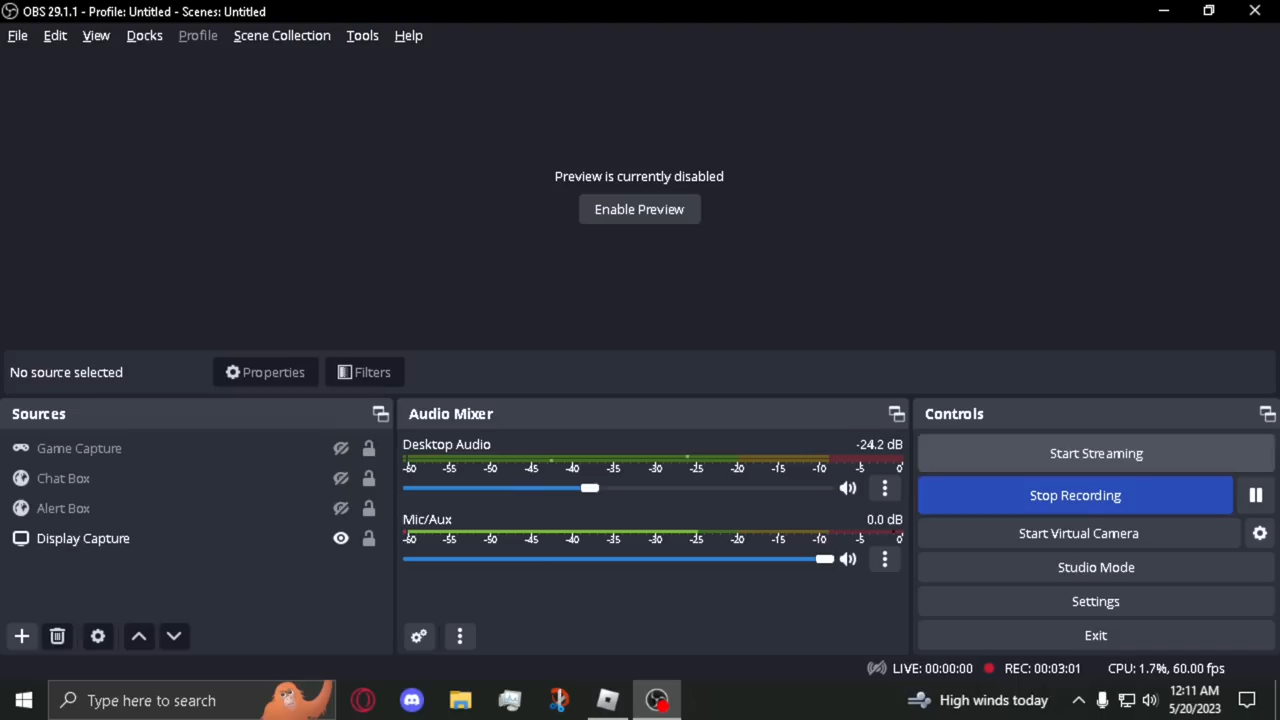 OBS 29.1.1 - Profile: Untitled - Scenes: Untitled
File Edit View Docks Profile Scene Collection Tools Help
Preview is currently disabled
Enable Preview
No source selected Properties Filters
Sources
Game Capture
Chat Box
Alert Box
Display Capture
Audio Mixer
Desktop Audio -24.2 dB
-60 -55 -50 -45 -40 -35 -30 -25 -20 -15 -10 -5 0
Mic/Aux 0.0 dB
-60 -55 -50 -45 -40 -35 -30 -25 -20 -15 -10 -5 0
Controls
Start Streaming
Stop Recording
Start Virtual Camera
Studio Mode
Settings
Exit
LIVE: 00:00:00 REC: 00:03:01 CPU: 1.7%, 60.00 fps
Type here to search
High winds today
12:11 AM
5/20/2023